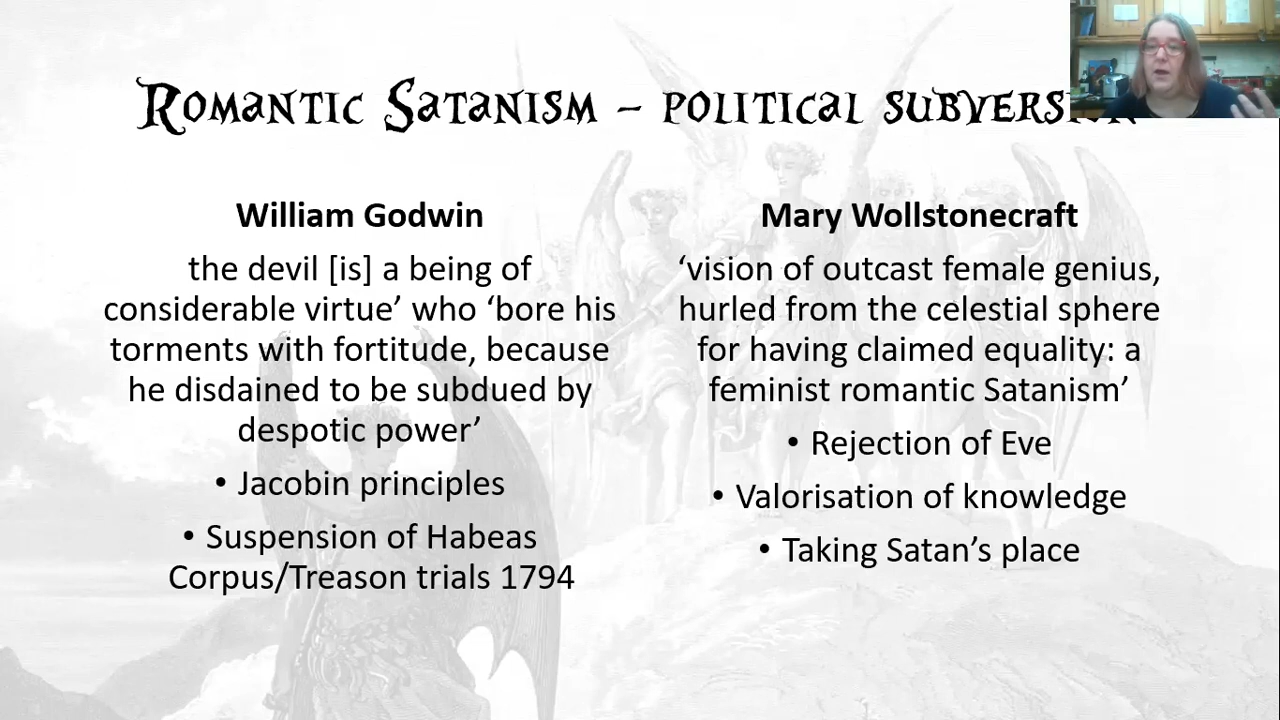 Romantic Satanism – political subversion
William Godwin
the devil [is] a being of
considerable virtue’ who ‘bore his
torments with fortitude, because
he disdained to be subdued by
despotic power’
• Jacobin principles
• Suspension of Habeas
Corpus/Treason trials 1794
Mary Wollstonecraft
‘vision of outcast female genius,
hurled from the celestial sphere
for having claimed equality: a
feminist romantic Satanism’
• Rejection of Eve
• Valorisation of knowledge
• Taking Satan’s place